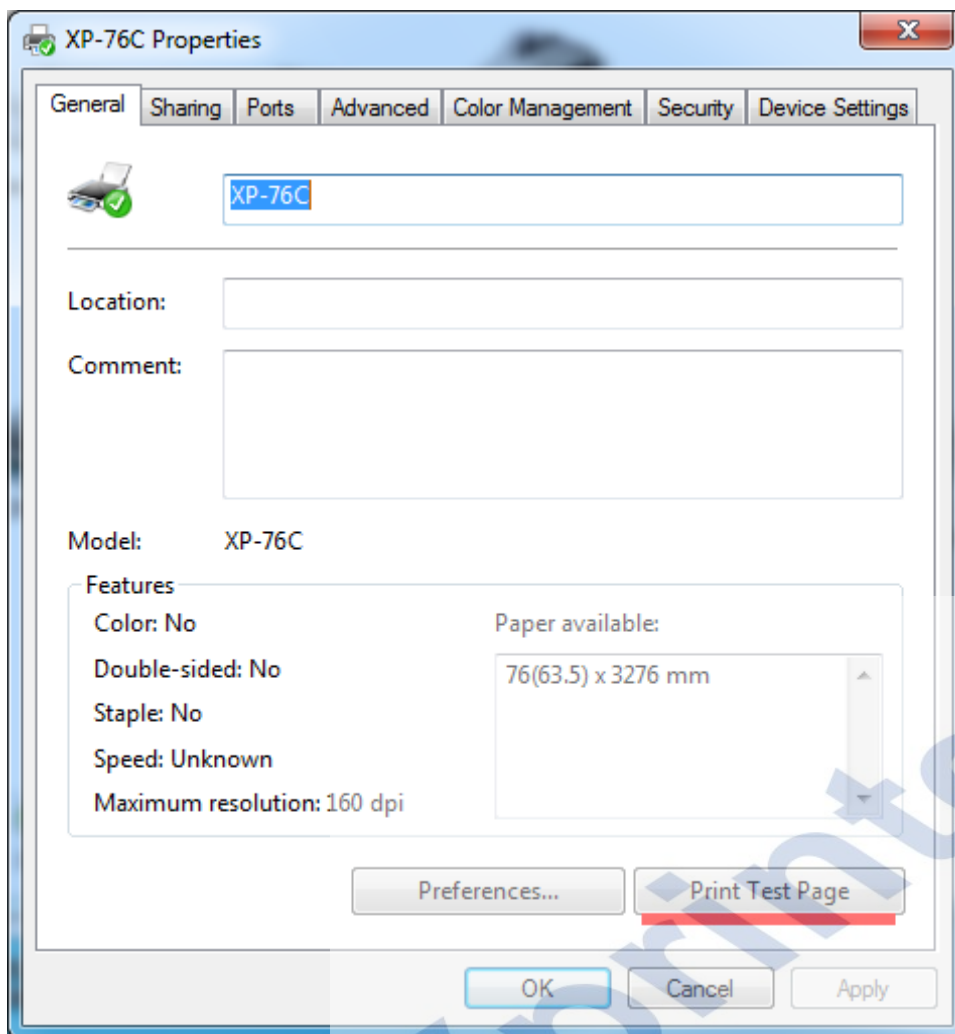 XP-76C Properties
General Sharing Ports Advanced Color Management Security Device Settings
XP-76C
Location:
Comment:
Model: XP-76C
Features
Color: No
Paper available:
Double-sided: No
76(63.5) x 3276 mm
Staple: No
Speed: Unknown
Maximum resolution: 160 dpi
Preferences...
Print Test Page
OK
Cancel
Apply